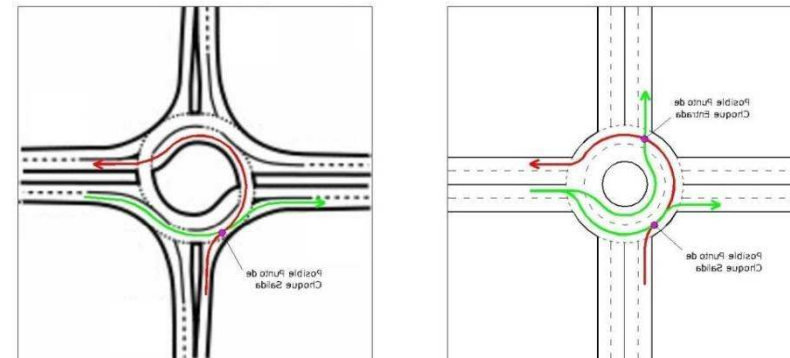 Posible Punto de
Choque Salida
Posible Punto de
Choque Entrada
Posible Punto de
Choque Salida